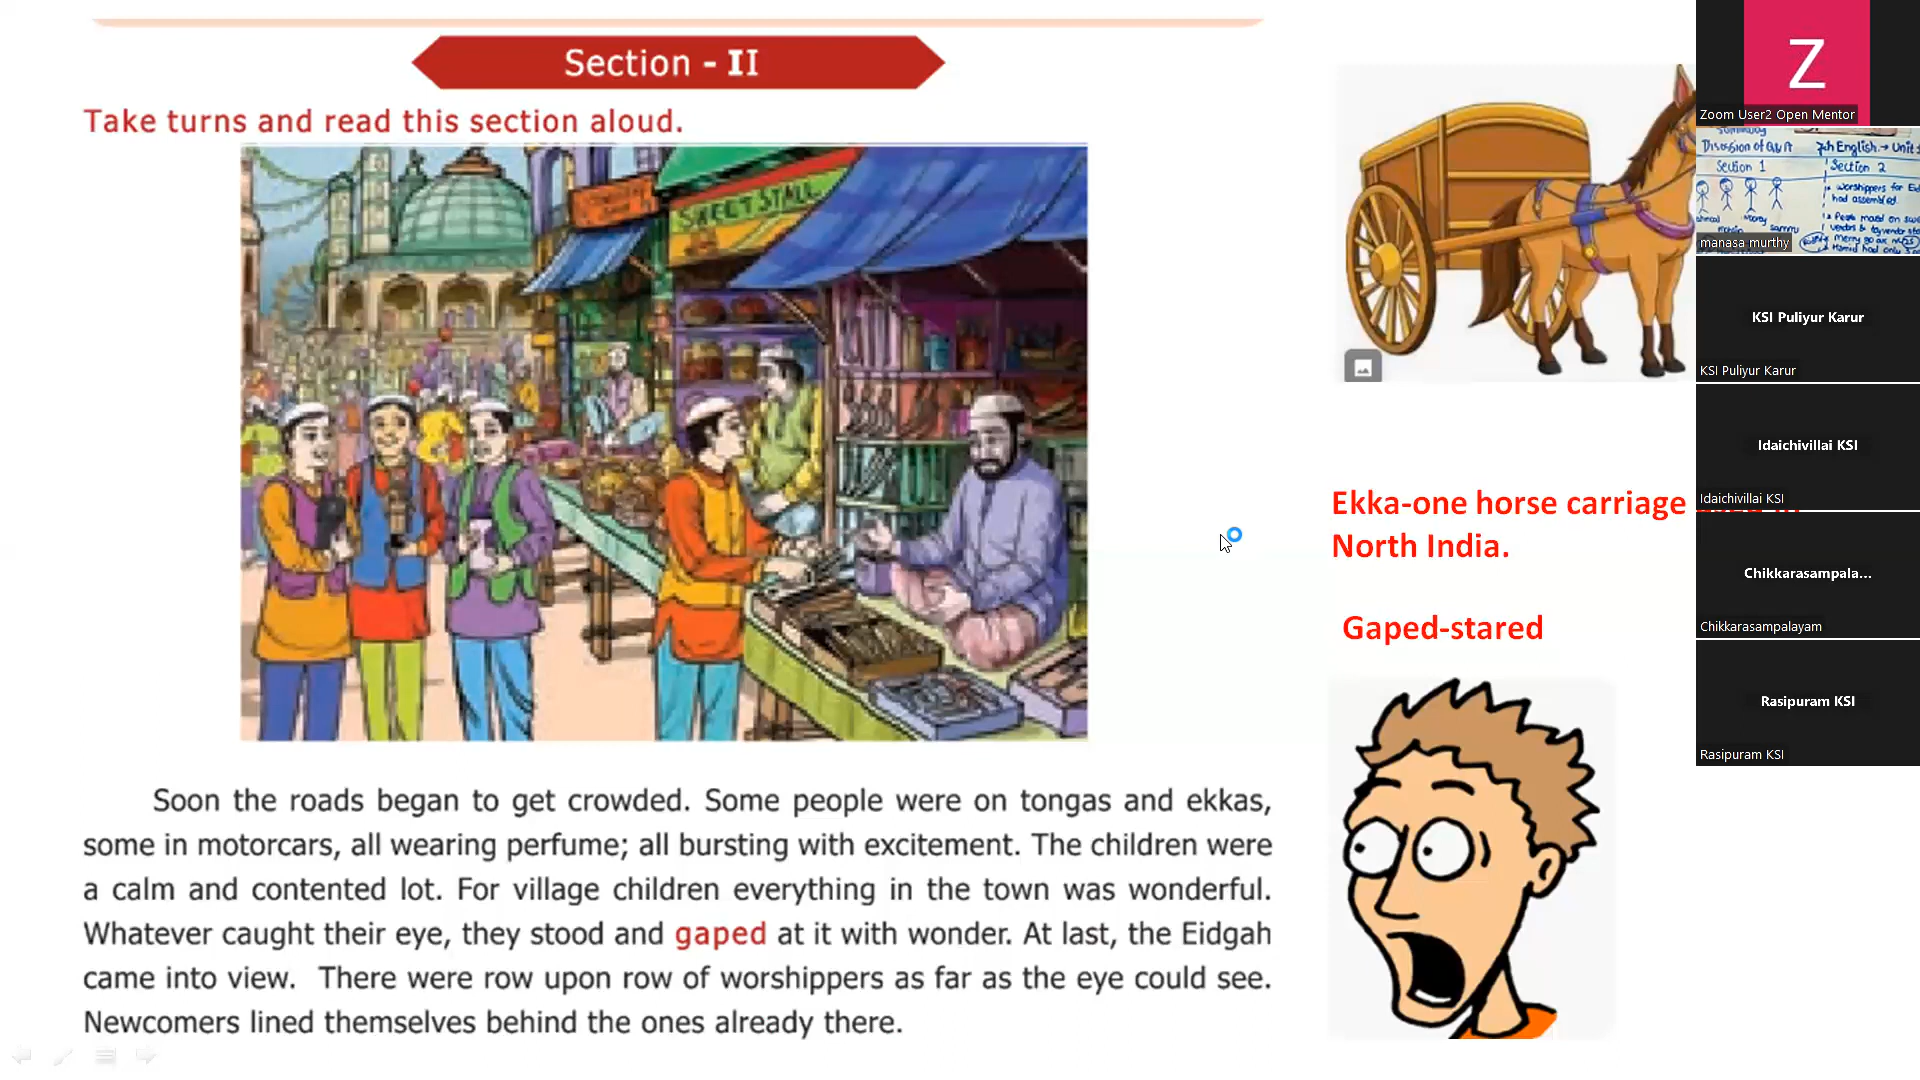 Section - II
Take turns and read this section aloud.
SWEET STALL
Ekka-one horse carriage
North India.
Gaped-stared
Soon the roads began to get crowded. Some people were on tongas and ekkas,
some in motorcars, all wearing perfume; all bursting with excitement. The children were
a calm and contented lot. For village children everything in the town was wonderful.
Whatever caught their eye, they stood and gaped at it with wonder. At last, the Eidgah
came into view. There were row upon row of worshippers as far as the eye could see.
Newcomers lined themselves behind the ones already there.
Z
Zoom User2 Open Mentor
7th English → Unit
Section 1
Section 2
worshippers for
had assembled.
manasa murthy
KSI Puliyur Karur
KSI Puliyur Karur
Idaichivillai KSI
Idaichivillai KSI
Chikkarasampala...
Chikkarasampalayam
Rasipuram KSI
Rasipuram KSI